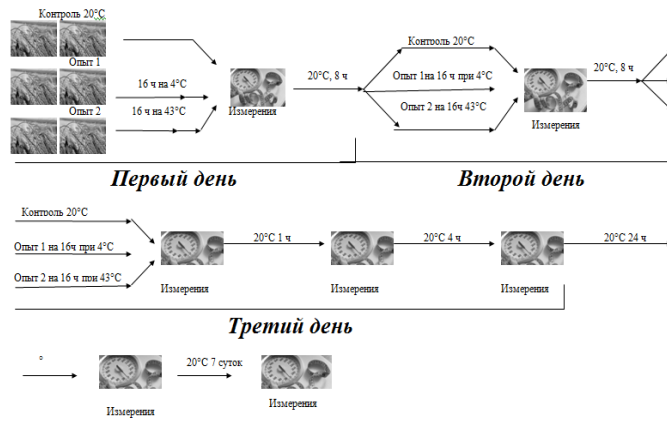 Контроль 20°С
Опыт 1
16 ч на 4°С
Опыт 2
16 ч на 43°С
Измерения
20°С, 8 ч
Контроль 20°С
Опыт 1на 16 ч при 4°С
Опыт 2 на 16ч 43°С
Измерения
20°С, 8 ч
Первый день
Второй день
Контроль 20°С
Опыт 1 на 16ч при 4°С
Опыт 2 на 16 ч при 43°С
Измерения
20°С 1 ч
Измерения
20°С 4 ч
Измерения
20°С 24 ч
Третий день
Измерения
20°С 7 суток
Измерения